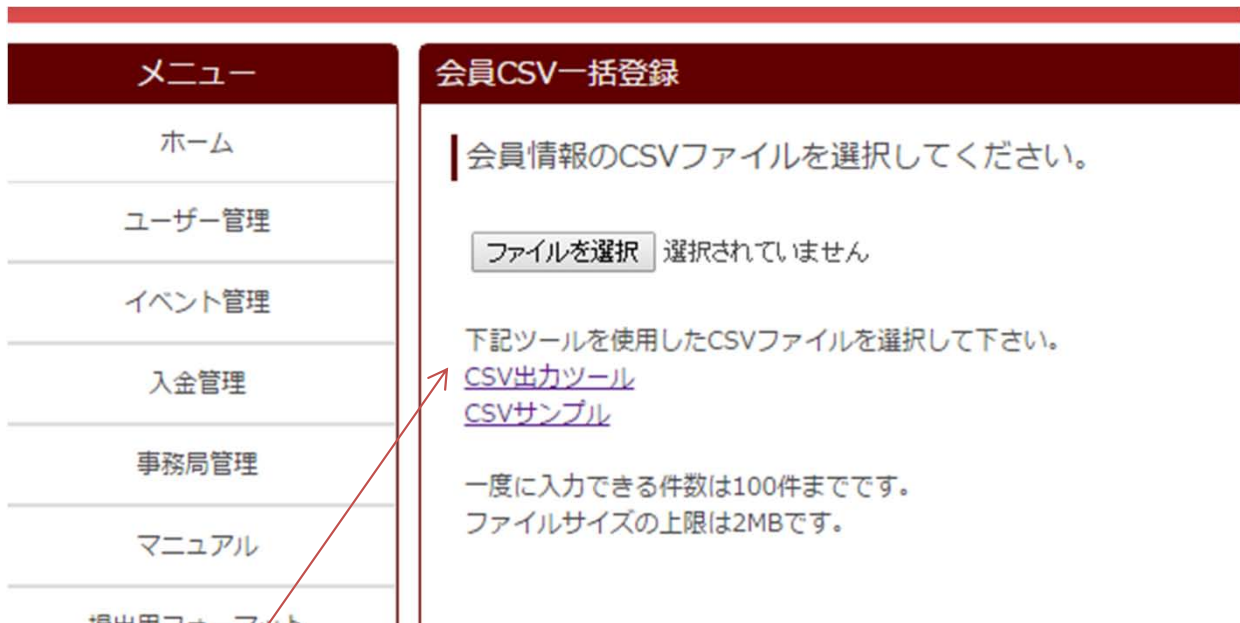 メニュー
ホーム
ユーザー管理
イベント管理
入金管理
事務局管理
マニュアル
会員CSV一括登録
会員情報のCSVファイルを選択してください。
ファイルを選択 選択されていません
下記ツールを使用したCSVファイルを選択して下さい。
CSV出力ツール
CSVサンプル
一度に入力できる件数は100件までです。
ファイルサイズの上限は2MBです。